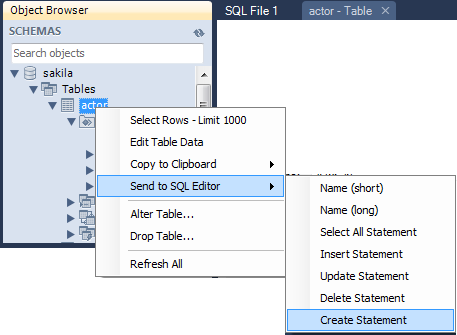 Object Browser
SQL File 1
actor - Table
SCHEMAS
Search objects
sakila
Tables
actor
Select Rows - Limit 1000
Edit Table Data
Copy to Clipboard
Send to SQL Editor
Alter Table...
Drop Table...
Refresh All
Name (short)
Name (long)
Select All Statement
Insert Statement
Update Statement
Delete Statement
Create Statement